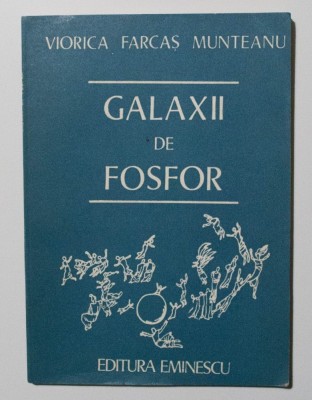 VIORICA FARCAȘ MUNTEANU
GALAXII
DE
FOSFOR
EDITURA EMINESCU